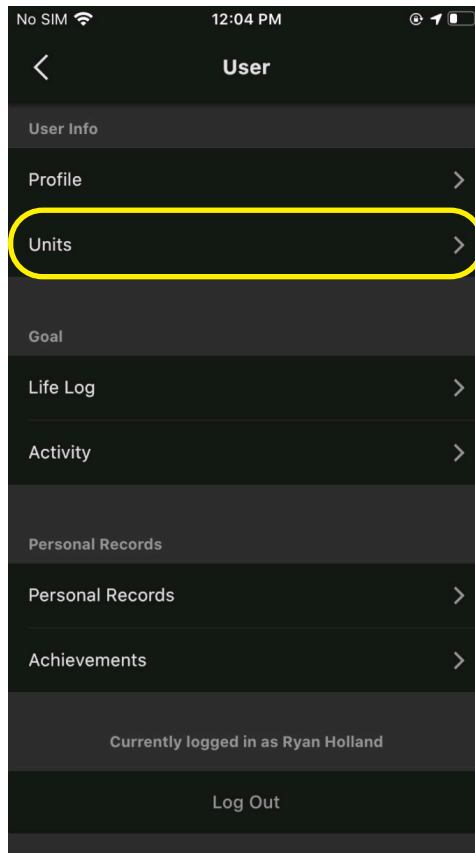 No SIM 12:04 PM
User
User Info
Profile
Units
Goal
Life Log
Activity
Personal Records
Personal Records
Achievements
Currently logged in as Ryan Holland
Log Out